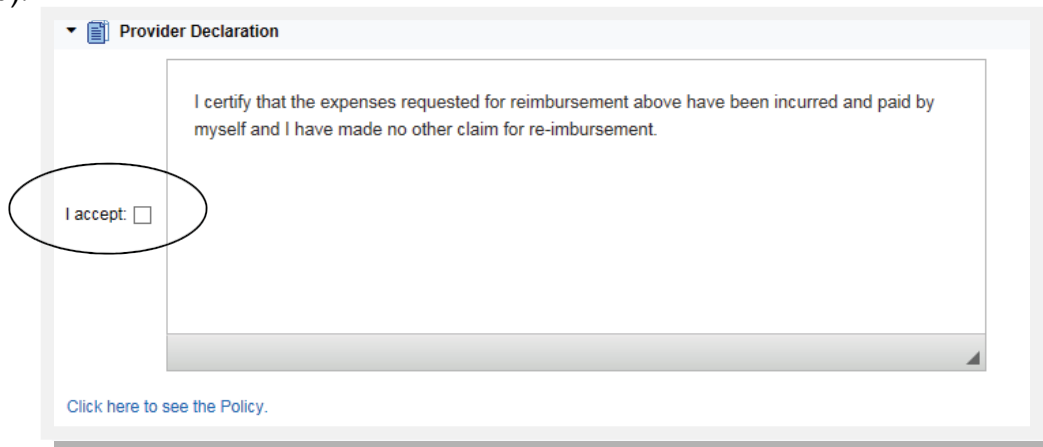 Provider Declaration
I certify that the expenses requested for reimbursement above have been incurred and paid by
myself and I have made no other claim for re-imbursement.
I accept:
Click here to see the Policy.